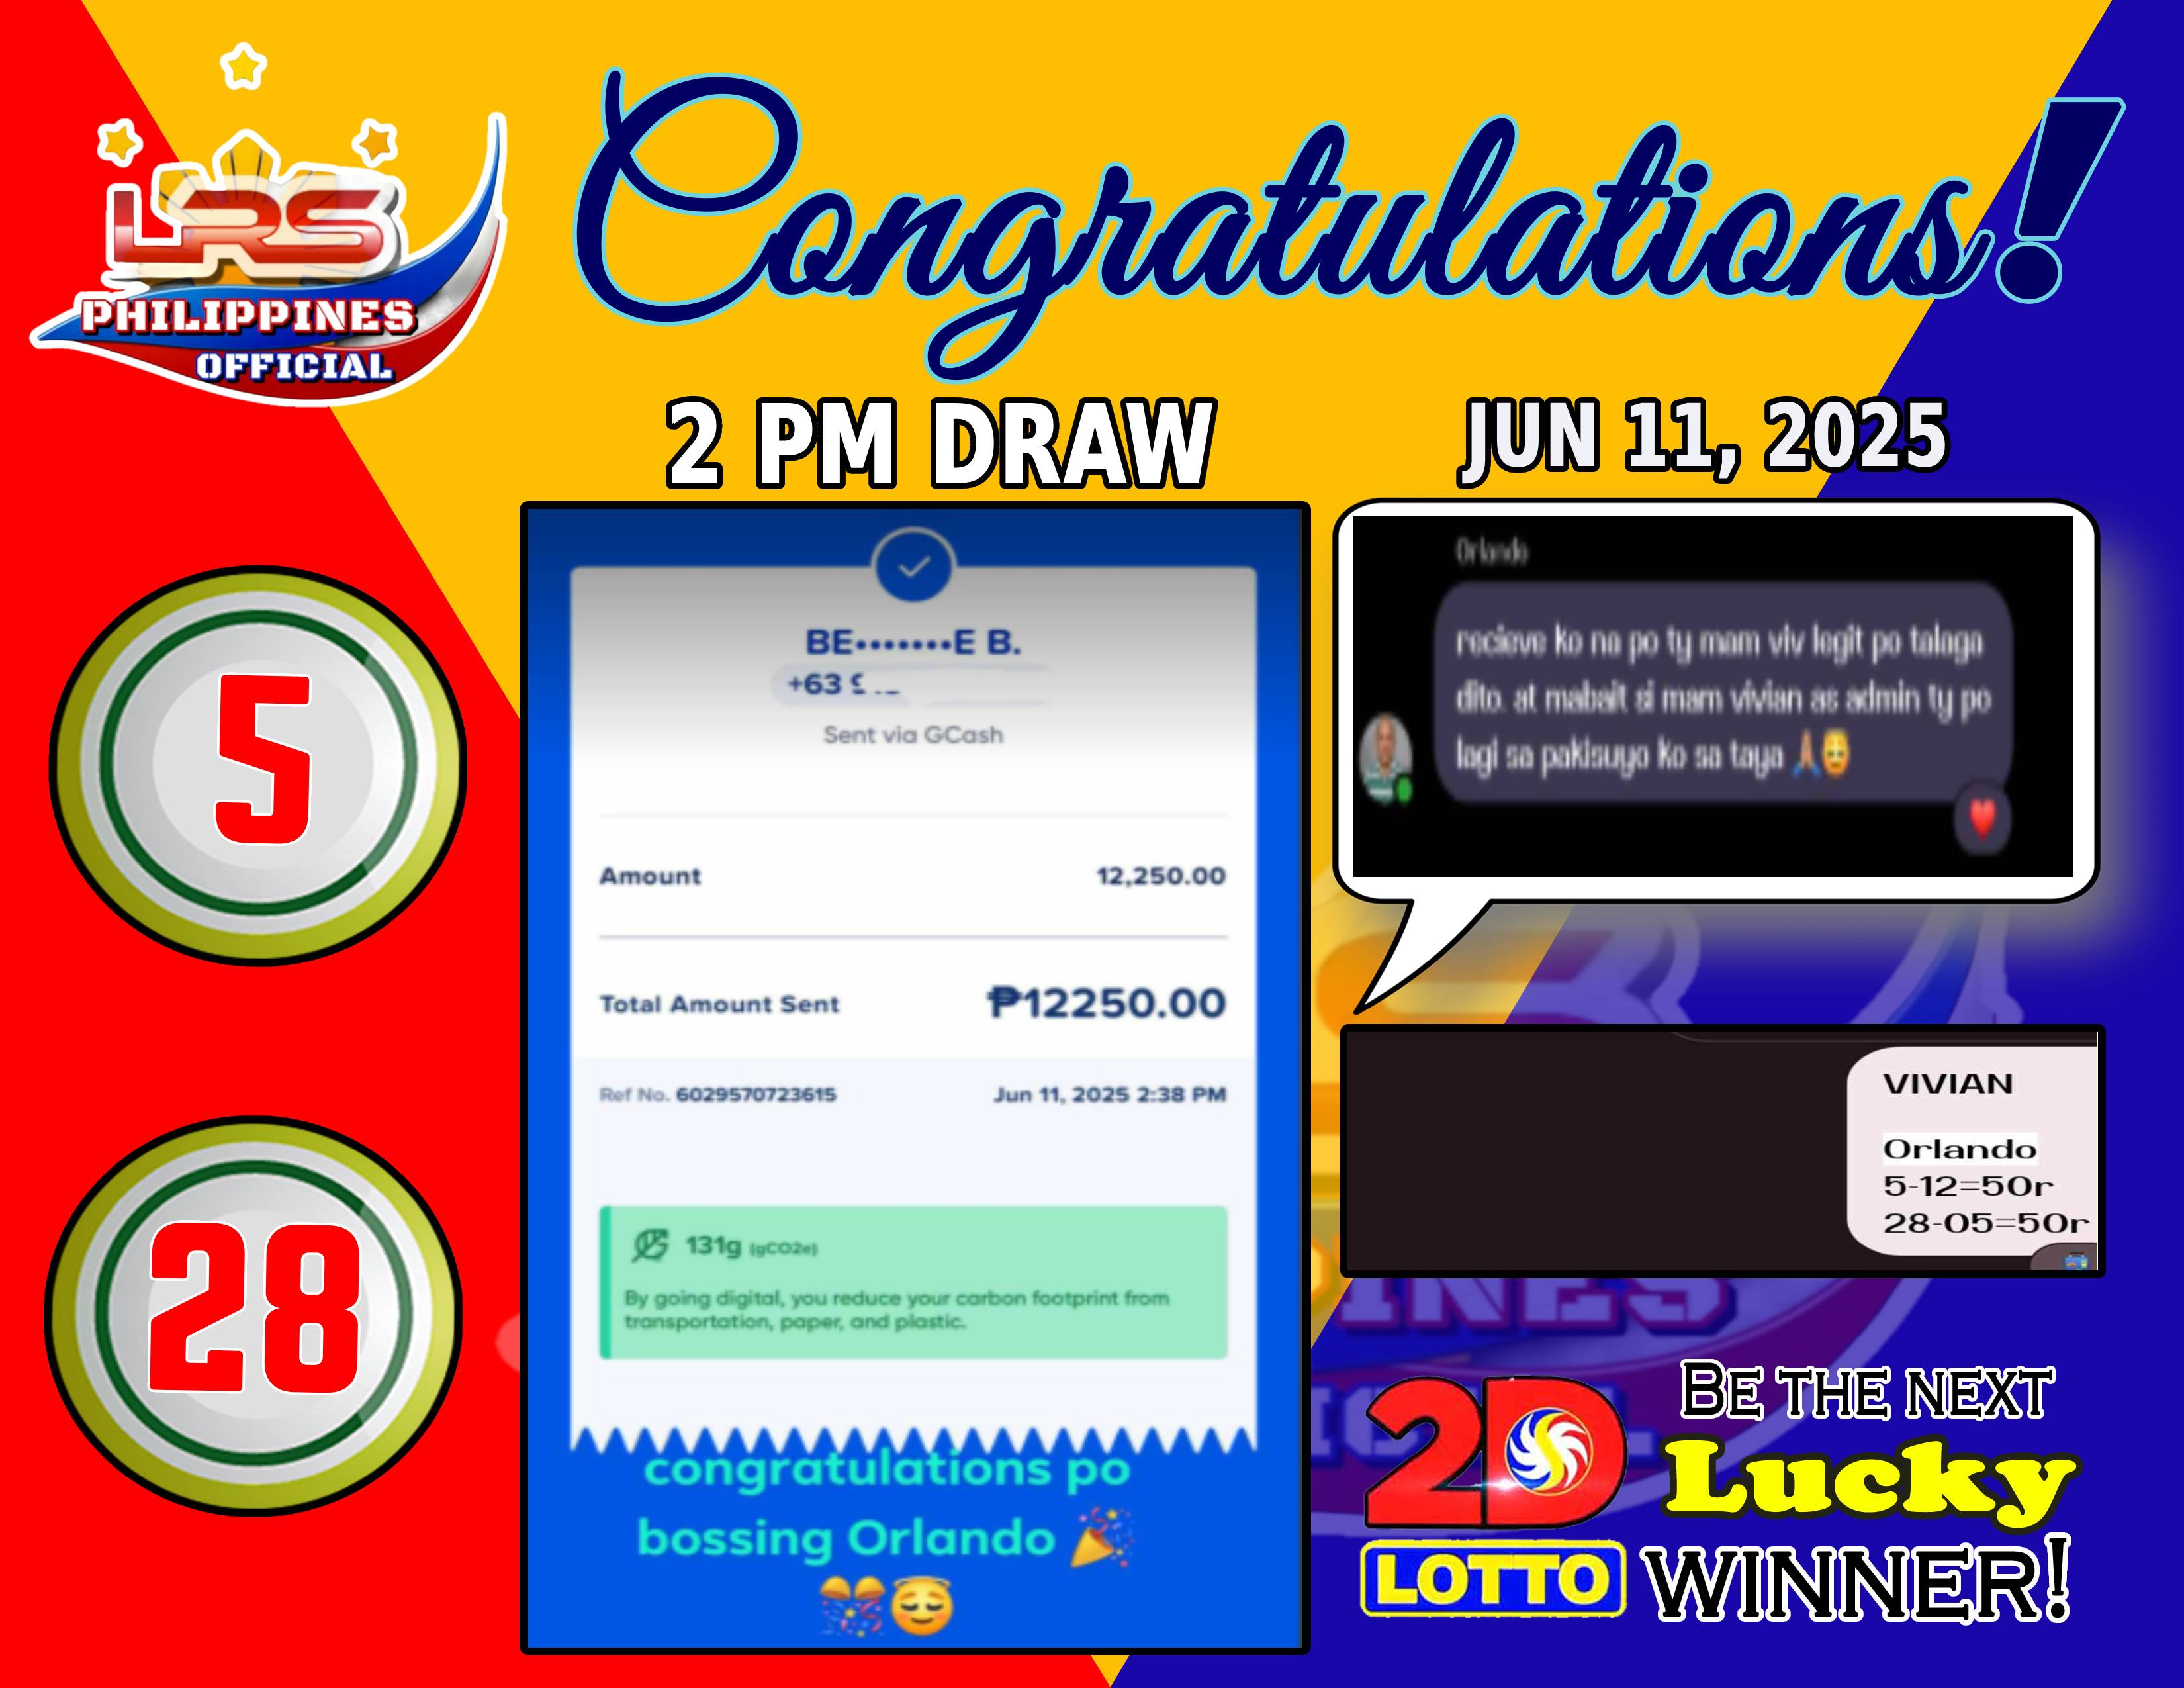 LRS
PHILIPPINES
OFFICIAL
Congratulations!
2 PM DRAW
JUN 11, 2025
5
28
BE•••••••E B.
+63 9
Sent via GCash
Amount 12,250.00
Total Amount Sent ₱12250.00
Ref No. 6029570723615 Jun 11, 2025 2:38 PM
131g (gCO2e)
By going digital, you reduce your carbon footprint from
transportation, paper, and plastic.
congratulations po
bossing Orlando 🎉
🎊😇
Orlando
recieve ko na po ty mam viv legit po talaga
dito. at mabait si mam vivian as admin ty po
lagi sa pakisuyo ko sa taya 🙏😇
VIVIAN
Orlando
5-12=50r
28-05=50r
2D
LOTTO
BE THE NEXT
Lucky
WINNER!